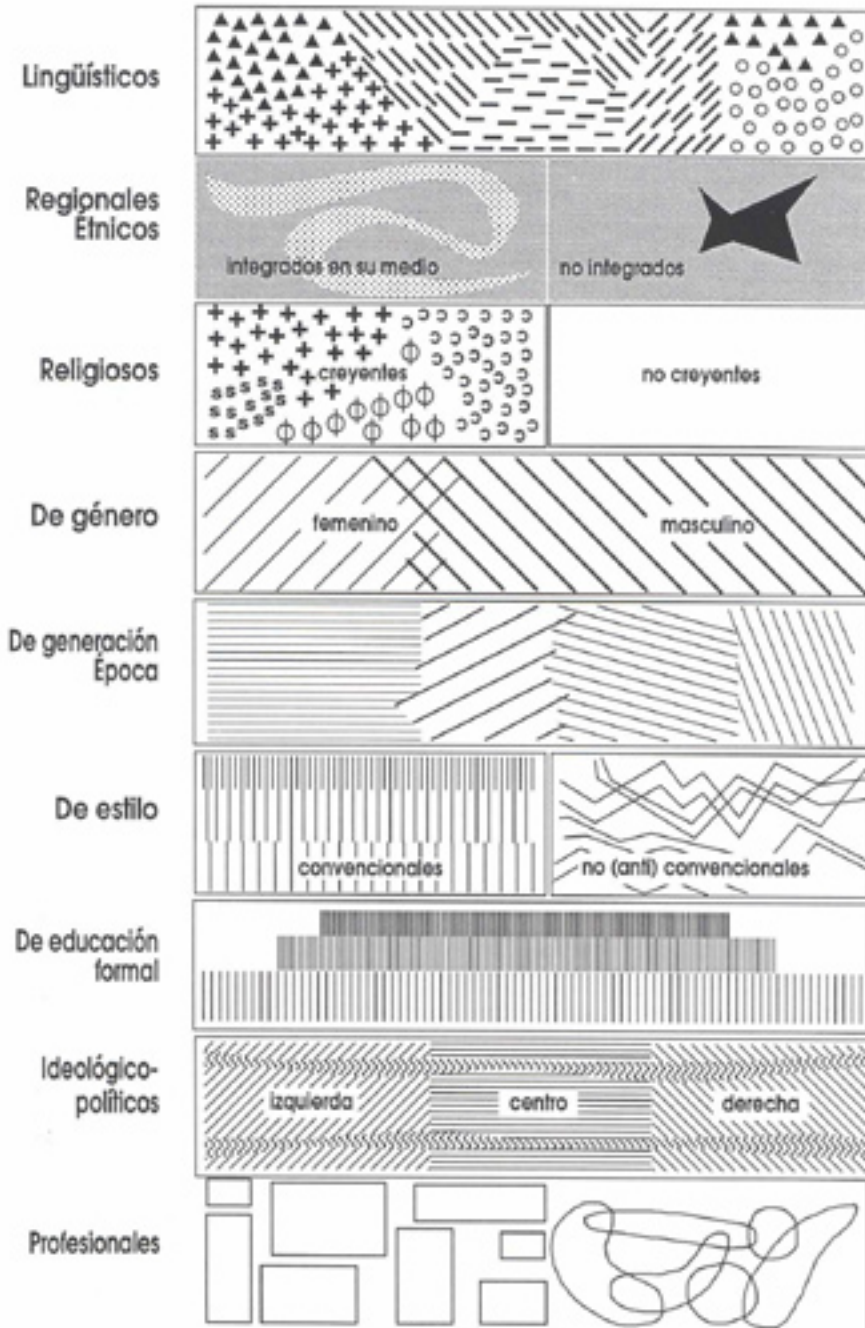 Lingüísticos
Regionales
Étnicos
integrados en su medio
no integrados
Religiosos
creyentes
no creyentes
De género
femenino
masculino
De generación
Época
De estilo
convencionales
no (anti) convencionales
De educación
formal
Ideológico-
políticos
izquierda
centro
derecha
Profesionales